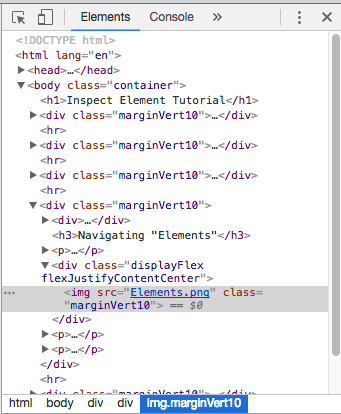 Elements Console
<!DOCTYPE html>
<html lang="en">
<head>…</head>
<body class="container">
<h1>Inspect Element Tutorial</h1>
<div class="marginVert10">…</div>
<hr>
<div class="marginVert10">…</div>
<hr>
<div class="marginVert10">…</div>
<hr>
<div class="marginVert10">
<div>…</div>
<h3>Navigating "Elements"</h3>
<p>…</p>
<div class="displayFlex
flexJustifyContentCenter">
<img src="Elements.png" class=
"marginVert10"> == $0
</div>
<p>…</p>
<p>…</p>
</div>
<hr>
<div class="marginVert10">…</div>
html body div div img.marginVert10